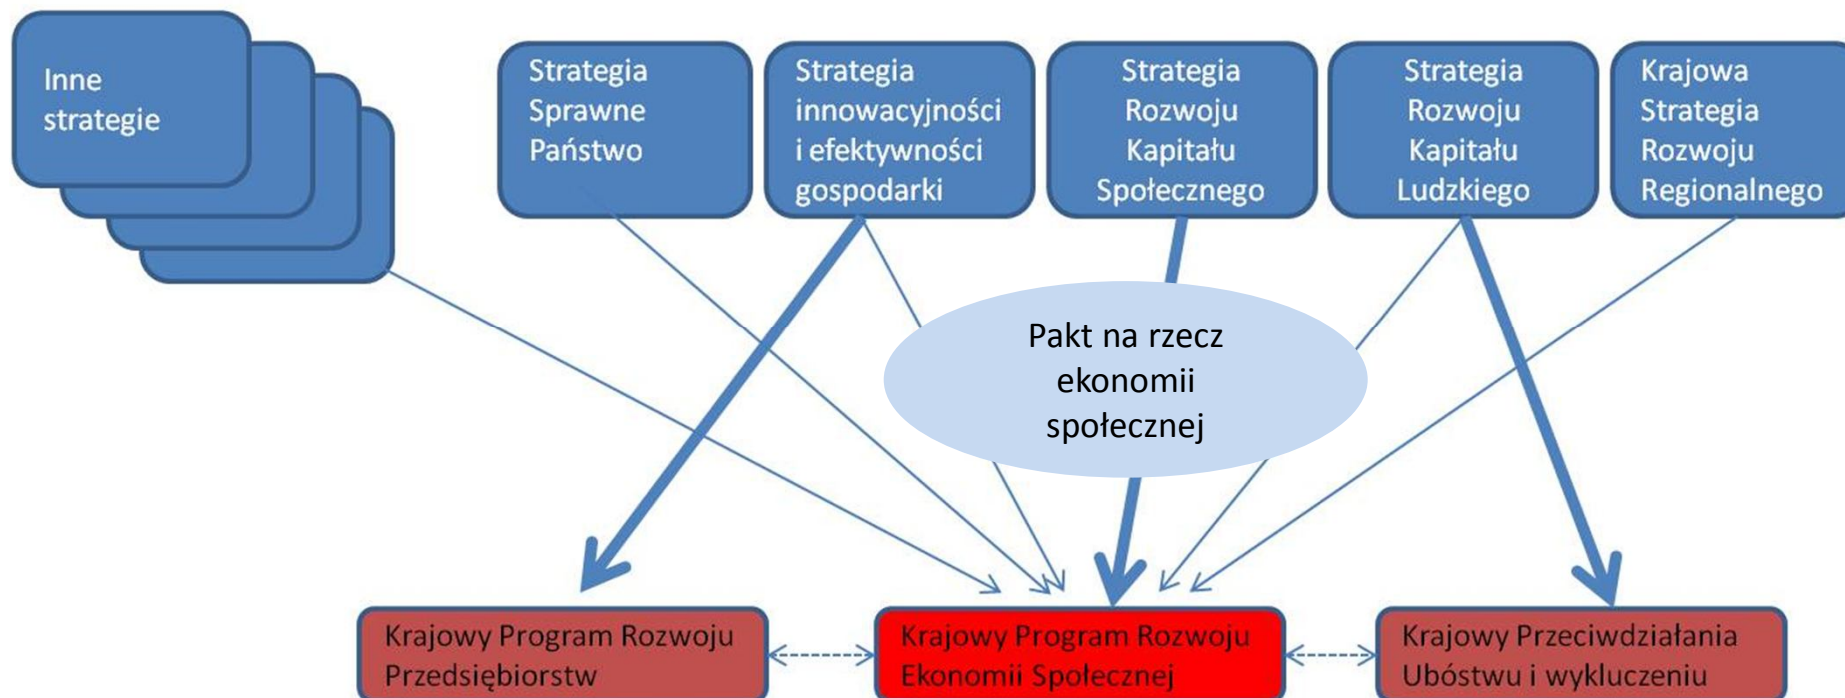 Inne
strategie
Strategia
Sprawne
Państwo
Strategia
innowacyjności
i efektywności
gospodarki
Strategia
Rozwoju
Kapitału
Społecznego
Strategia
Rozwoju
Kapitału
Ludzkiego
Krajowa
Strategia
Rozwoju
Regionalnego
Pakt na rzecz
ekonomii
społecznej
Krajowy Program Rozwoju
Przedsiębiorstw
Krajowy Program Rozwoju
Ekonomii Społecznej
Krajowy Przeciwdziałania
Ubóstwu i wykluczeniu